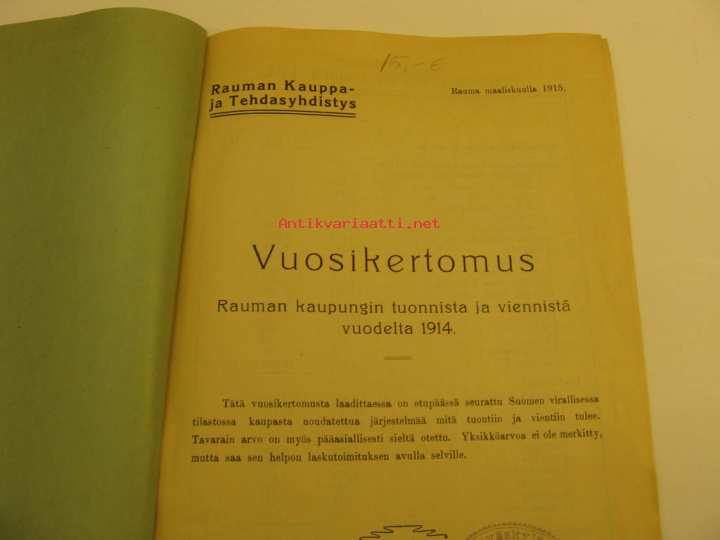 15,- €
Rauman Kauppa-
ja Tehdasyhdistys
Rauma maaliskuulla 1915.
Antikvariaatti.net
Vuosikertomus
Rauman kaupungin tuonnista ja viennistä
vuodelta 1914.
Tätä vuosikertomusta laadittaessa on etupäässä seurattu Suomen virallisessa
tilastossa kaupasta noudatettua järjestelmää mitä tuontiin ja vientiin tulee.
Tavarain arvo on myös pääasiallisesti sieltä otettu. Yksikköarvoa ei ole merkitty,
mutta saa sen helpon laskutoimituksen avulla selville.